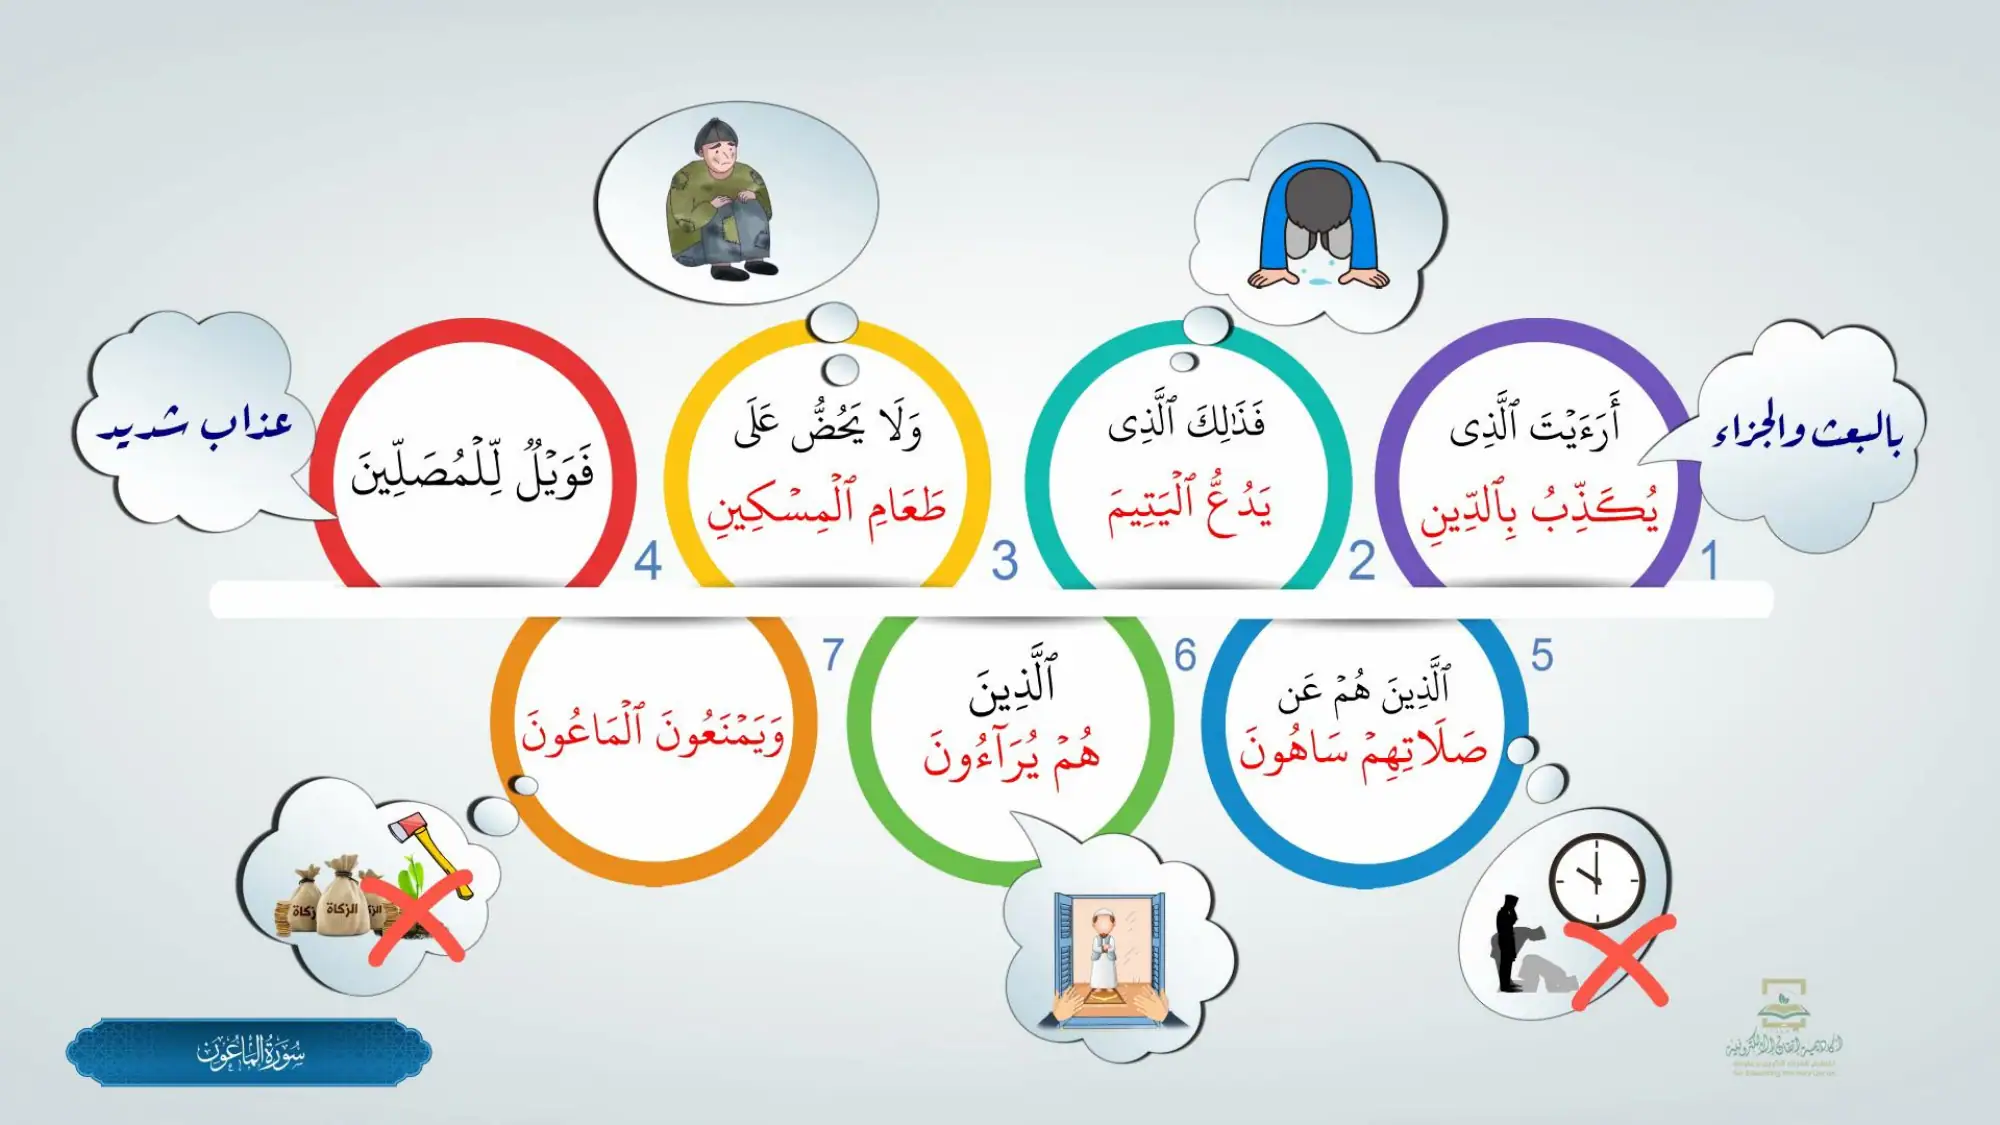 أَرَءَيْتَ ٱلَّذِى
يُكَذِّبُ بِٱلدِّينِ
بالبعث والجزاء
1
فَذَٰلِكَ ٱلَّذِى
يَدُعُّ ٱلْيَتِيمَ
2
وَلَا يَحُضُّ عَلَى
طَعَامِ ٱلْمِسْكِينِ
3
فَوَيْلٌ لِّلْمُصَلِّينَ
عذاب شديد
4
ٱلَّذِينَ هُمْ عَن
صَلَاتِهِمْ سَاهُونَ
5
ٱلَّذِينَ
هُمْ يُرَآءُونَ
6
وَيَمْنَعُونَ ٱلْمَاعُونَ
7
الزكاة
سُورَةُ الْمَاعُون